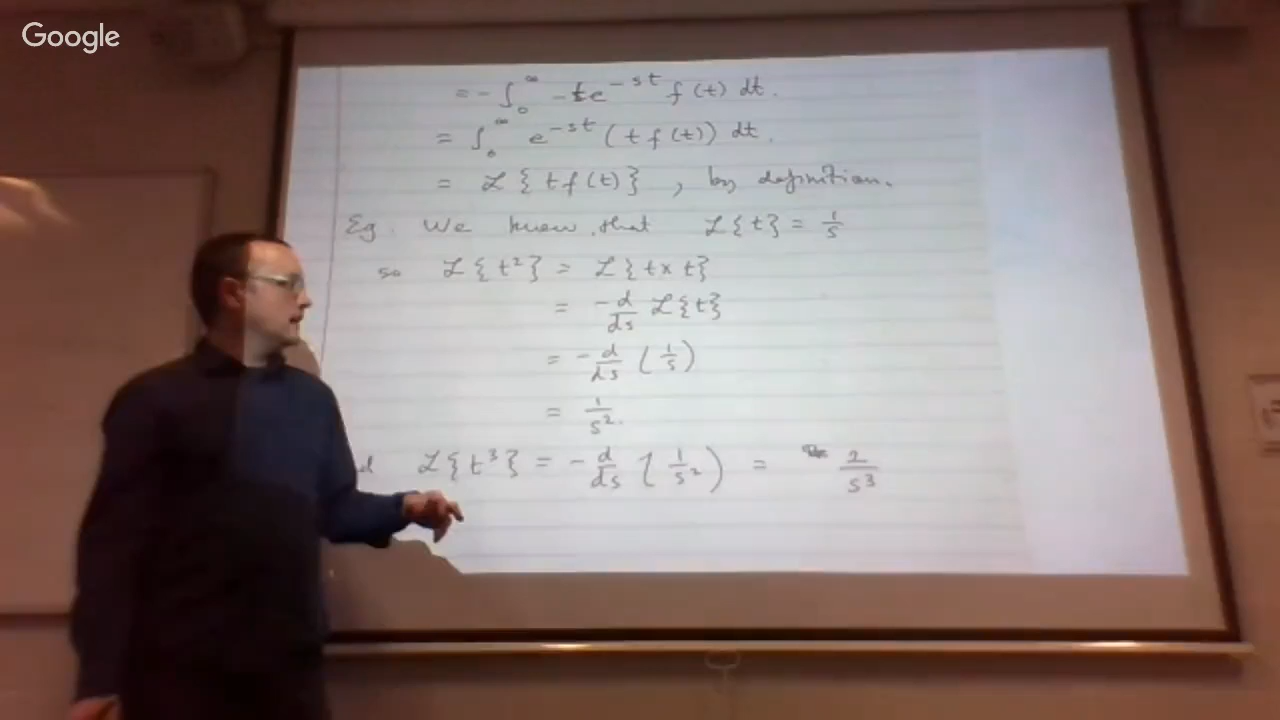 Google
= - ∫₀^∞ -te^{-st} f(t) dt.
= ∫₀^∞ e^{-st} (t f(t)) dt.
= ℒ{t f(t)}, by definition.
Eg. We know that ℒ{t} = 1/s
so ℒ{t²} = ℒ{t×t}
= -d/ds ℒ{t}
= -d/ds (1/s)
= 1/s².
ℒ{t³} = -d/ds (1/s²) = 2/s³